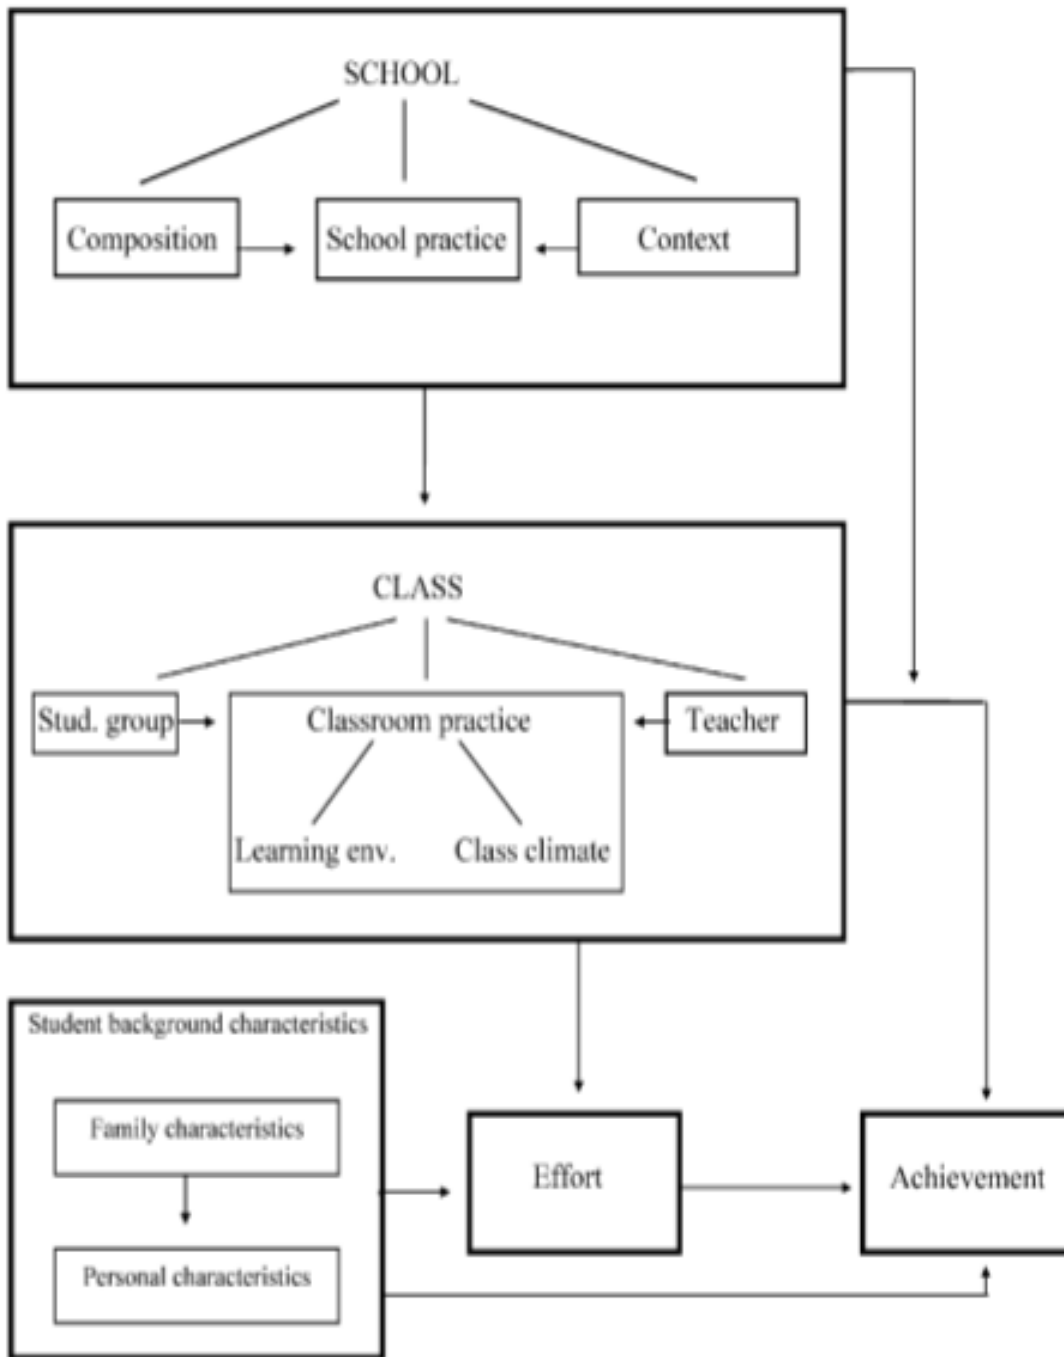 SCHOOL
Composition
School practice
Context
CLASS
Stud. group
Classroom practice
Teacher
Learning env.
Class climate
Student background characteristics
Family characteristics
Personal characteristics
Effort
Achievement